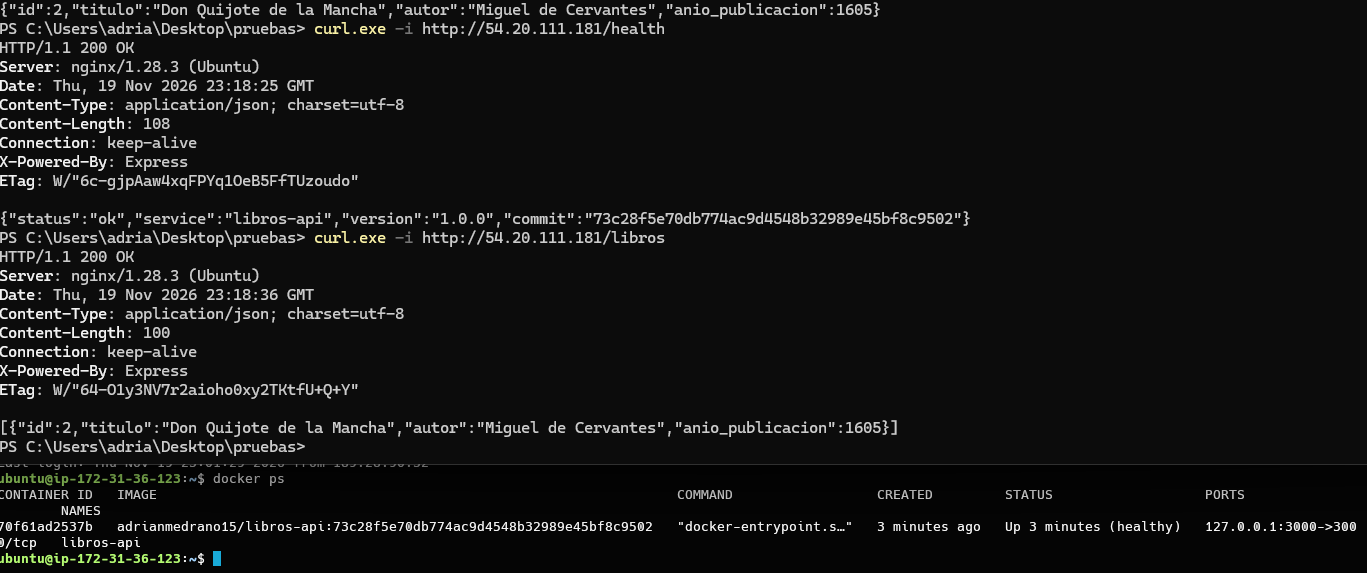 {"id":2,"titulo":"Don Quijote de la Mancha","autor":"Miguel de Cervantes","anio_publicacion":1605}
PS C:\Users\adria\Desktop\pruebas> curl.exe -i http://54.20.111.181/health
HTTP/1.1 200 OK
Server: nginx/1.28.3 (Ubuntu)
Date: Thu, 19 Nov 2026 23:18:25 GMT
Content-Type: application/json; charset=utf-8
Content-Length: 108
Connection: keep-alive
X-Powered-By: Express
ETag: W/"6c-gjpAaw4xqFPYq1OeB5FfTUzoudo"
{"status":"ok","service":"libros-api","version":"1.0.0","commit":"73c28f5e70db774ac9d4548b32989e45bf8c9502"}
PS C:\Users\adria\Desktop\pruebas> curl.exe -i http://54.20.111.181/libros
HTTP/1.1 200 OK
Server: nginx/1.28.3 (Ubuntu)
Date: Thu, 19 Nov 2026 23:18:36 GMT
Content-Type: application/json; charset=utf-8
Content-Length: 100
Connection: keep-alive
X-Powered-By: Express
ETag: W/"64-O1y3NV7r2aioho0xy2TKtfU+Q+Y"
[{"id":2,"titulo":"Don Quijote de la Mancha","autor":"Miguel de Cervantes","anio_publicacion":1605}]
PS C:\Users\adria\Desktop\pruebas>
ubuntu@ip-172-31-36-123:~$ docker ps
CONTAINER ID IMAGE COMMAND CREATED STATUS PORTS
NAMES
70f61ad2537b adrianmedrano15/libros-api:73c28f5e70db774ac9d4548b32989e45bf8c9502 "docker-entrypoint.s…" 3 minutes ago Up 3 minutes (healthy) 127.0.0.1:3000->300
0/tcp libros-api
ubuntu@ip-172-31-36-123:~$